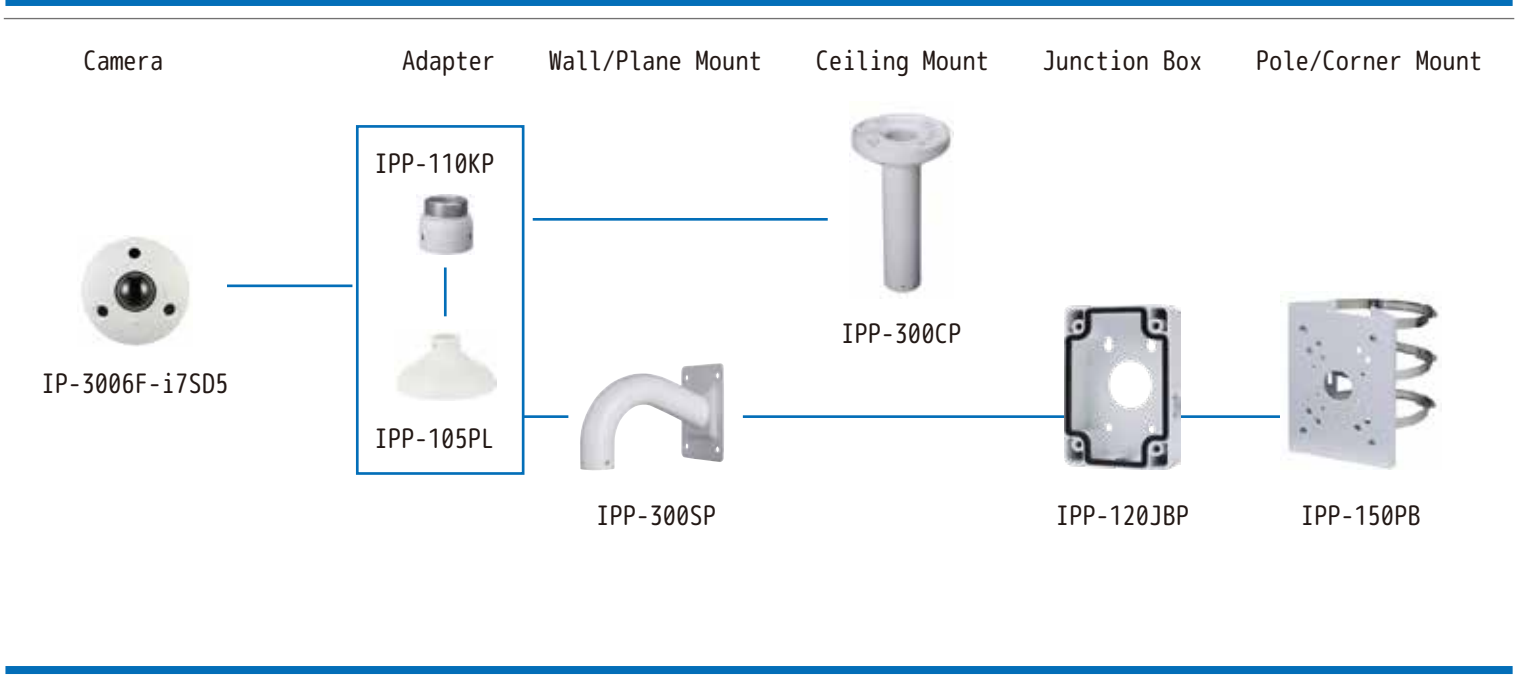 Camera
Adapter
Wall/Plane Mount
Ceiling Mount
Junction Box
Pole/Corner Mount
IPP-110KP
IPP-300CP
IP-3006F-i7SD5
IPP-105PL
IPP-300SP
IPP-120JBP
IPP-150PB